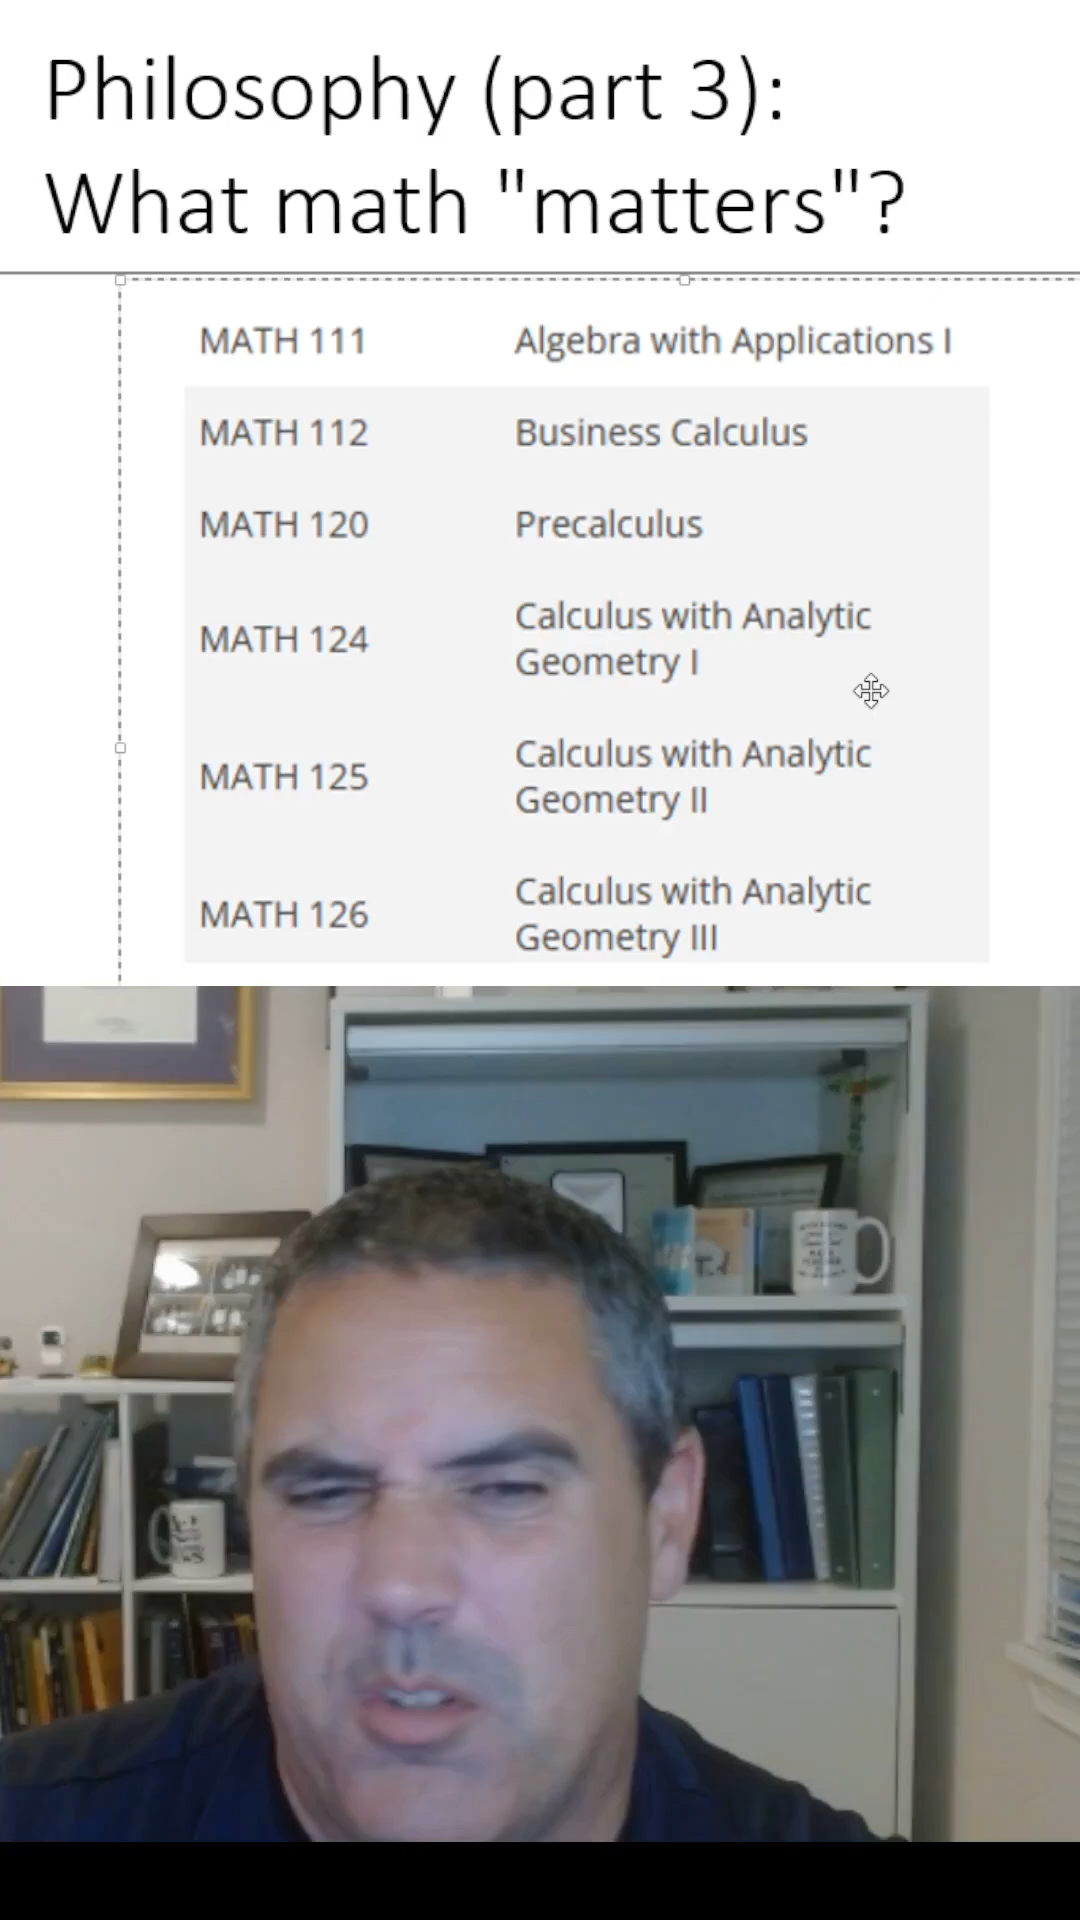 Philosophy (part 3):
What math "matters"?
MATH 111 Algebra with Applications I
MATH 112 Business Calculus
MATH 120 Precalculus
MATH 124 Calculus with Analytic
Geometry I
MATH 125 Calculus with Analytic
Geometry II
MATH 126 Calculus with Analytic
Geometry III